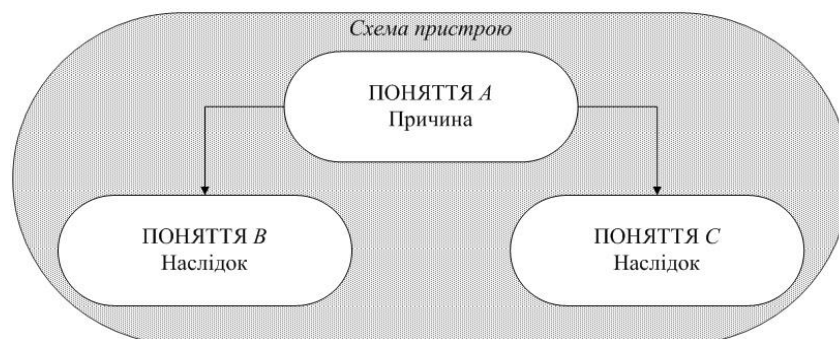 Схема пристрою
ПОНЯТТЯ A
Причина
ПОНЯТТЯ B
Наслідок
ПОНЯТТЯ C
Наслідок